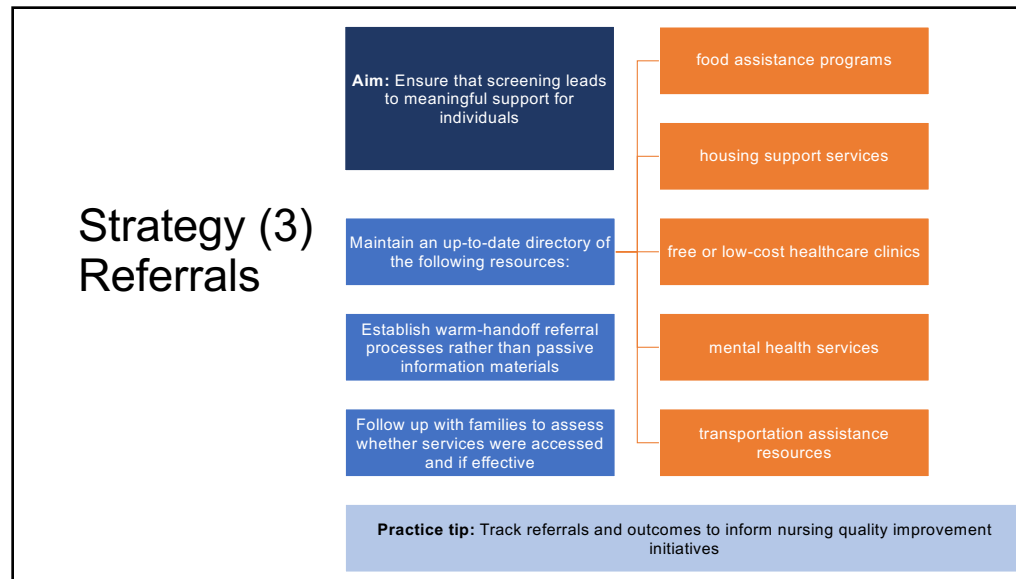 Strategy (3)
Referrals
Aim: Ensure that screening leads
to meaningful support for
individuals
Maintain an up-to-date directory of
the following resources:
food assistance programs
housing support services
free or low-cost healthcare clinics
mental health services
transportation assistance
resources
Establish warm-handoff referral
processes rather than passive
information materials
Follow up with families to assess
whether services were accessed
and if effective
Practice tip: Track referrals and outcomes to inform nursing quality improvement
initiatives